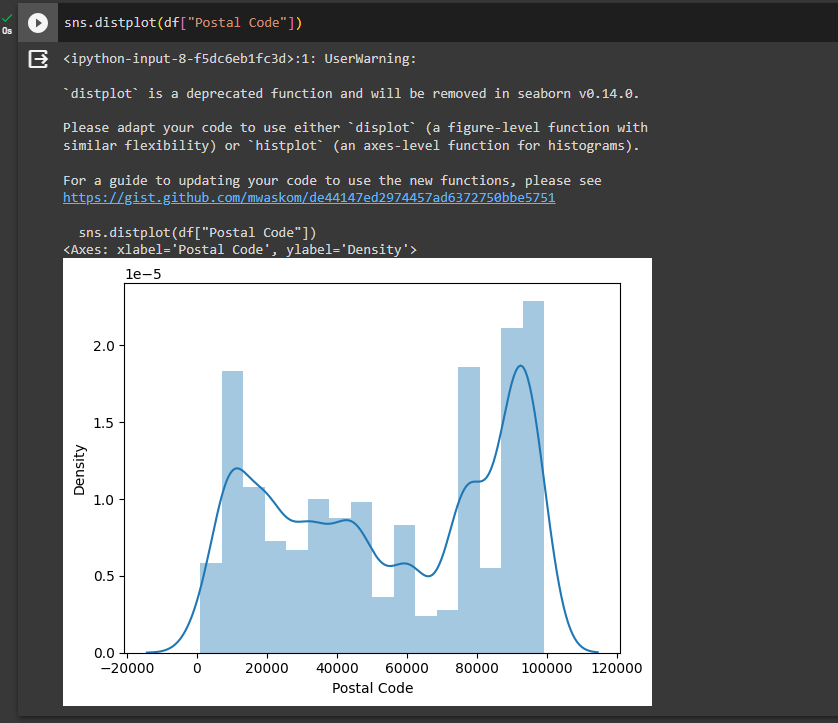 sns.distplot(df["Postal Code"])
0s
<ipython-input-8-f5dc6eb1fc3d>:1: UserWarning:
`distplot` is a deprecated function and will be removed in seaborn v0.14.0.
Please adapt your code to use either `displot` (a figure-level function with
similar flexibility) or `histplot` (an axes-level function for histograms).
For a guide to updating your code to use the new functions, please see
https://gist.github.com/mwaskom/de44147ed2974457ad6372750bbe5751
sns.distplot(df["Postal Code"])
<Axes: xlabel='Postal Code', ylabel='Density'>
1e−5
2.0
1.5
1.0
0.5
0.0
Density
−20000 0 20000 40000 60000 80000 100000 120000
Postal Code